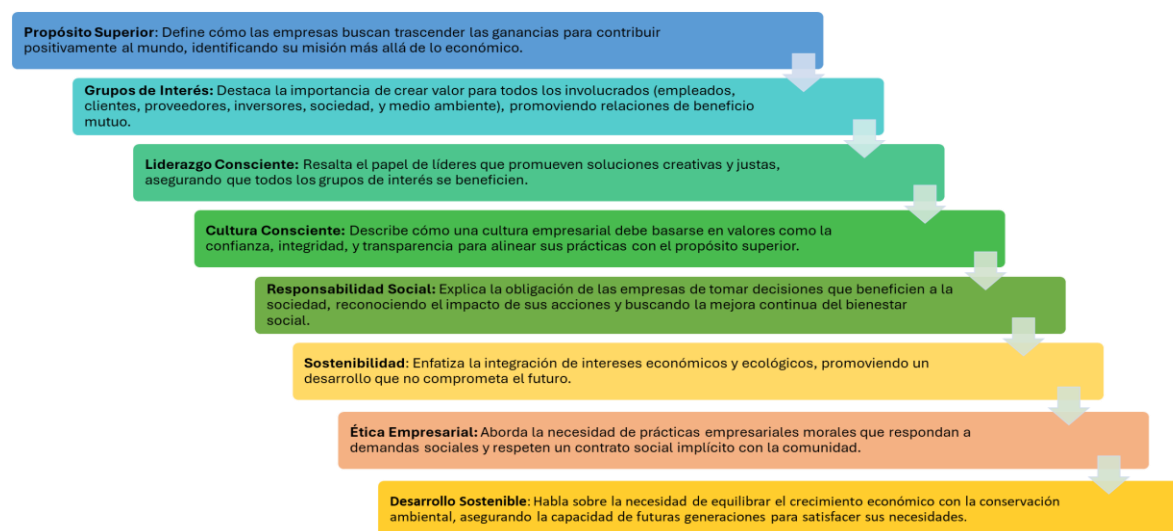 Propósito Superior: Define cómo las empresas buscan trascender las ganancias para contribuir
positivamente al mundo, identificando su misión más allá de lo económico.
Grupos de Interés: Destaca la importancia de crear valor para todos los involucrados (empleados,
clientes, proveedores, inversores, sociedad, y medio ambiente), promoviendo relaciones de beneficio
mutuo.
Liderazgo Consciente: Resalta el papel de líderes que promueven soluciones creativas y justas,
asegurando que todos los grupos de interés se beneficien.
Cultura Consciente: Describe cómo una cultura empresarial debe basarse en valores como la
confianza, integridad, y transparencia para alinear sus prácticas con el propósito superior.
Responsabilidad Social: Explica la obligación de las empresas de tomar decisiones que beneficien a la
sociedad, reconociendo el impacto de sus acciones y buscando la mejora continua del bienestar
social.
Sostenibilidad: Enfatiza la integración de intereses económicos y ecológicos, promoviendo un
desarrollo que no comprometa el futuro.
Ética Empresarial: Aborda la necesidad de prácticas empresariales morales que respondan a
demandas sociales y respeten un contrato social implícito con la comunidad.
Desarrollo Sostenible: Habla sobre la necesidad de equilibrar el crecimiento económico con la conservación
ambiental, asegurando la capacidad de futuras generaciones para satisfacer sus necesidades.